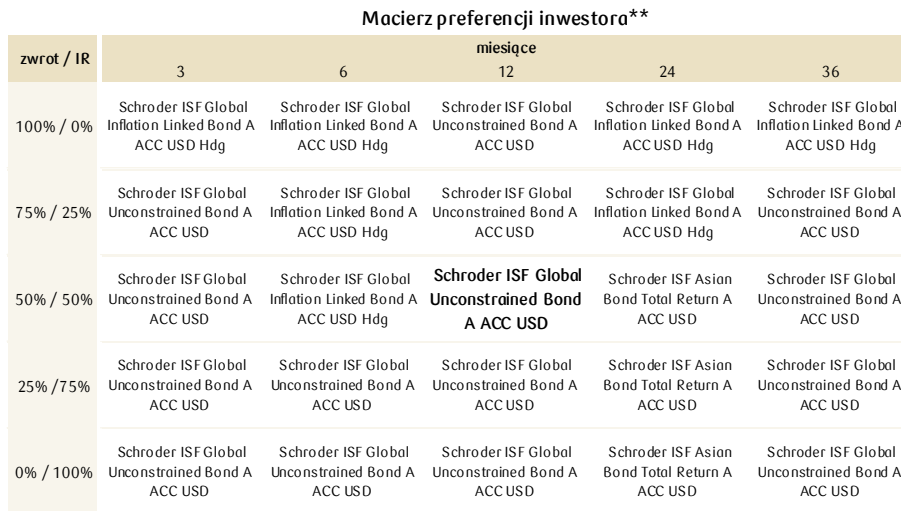 Macierz preferencji inwestora**
zwrot / IR
miesiące
3 6 12 24 36
100% / 0%
Schroder ISF Global Inflation Linked Bond A ACC USD Hdg
Schroder ISF Global Inflation Linked Bond A ACC USD Hdg
Schroder ISF Global Unconstrained Bond A ACC USD
Schroder ISF Global Inflation Linked Bond A ACC USD Hdg
Schroder ISF Global Inflation Linked Bond A ACC USD Hdg
75% / 25%
Schroder ISF Global Unconstrained Bond A ACC USD
Schroder ISF Global Inflation Linked Bond A ACC USD Hdg
Schroder ISF Global Unconstrained Bond A ACC USD
Schroder ISF Global Inflation Linked Bond A ACC USD Hdg
Schroder ISF Global Unconstrained Bond A ACC USD
50% / 50%
Schroder ISF Global Unconstrained Bond A ACC USD
Schroder ISF Global Inflation Linked Bond A ACC USD Hdg
Schroder ISF Global Unconstrained Bond A ACC USD
Schroder ISF Asian Bond Total Return A ACC USD
Schroder ISF Global Unconstrained Bond A ACC USD
25% /75%
Schroder ISF Global Unconstrained Bond A ACC USD
Schroder ISF Global Unconstrained Bond A ACC USD
Schroder ISF Global Unconstrained Bond A ACC USD
Schroder ISF Asian Bond Total Return A ACC USD
Schroder ISF Global Unconstrained Bond A ACC USD
0% / 100%
Schroder ISF Global Unconstrained Bond A ACC USD
Schroder ISF Global Unconstrained Bond A ACC USD
Schroder ISF Global Unconstrained Bond A ACC USD
Schroder ISF Asian Bond Total Return A ACC USD
Schroder ISF Global Unconstrained Bond A ACC USD